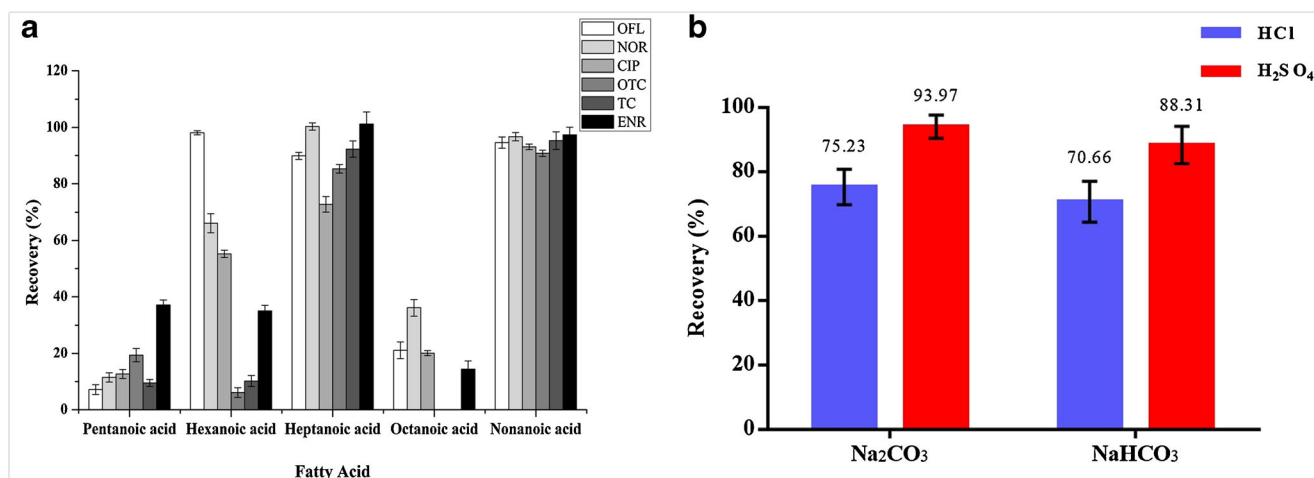 a
OFL
NOR
CIP
OTC
TC
ENR
120
100
80
60
40
20
0
Recovery (%)
Pentanoic acid Hexanoic acid Heptanoic acid Octanoic acid Nonanoic acid
Fatty Acid
b
HCl
H₂SO₄
100
80
60
40
20
0
Recovery (%)
75.23
93.97
70.66
88.31
Na₂CO₃ NaHCO₃